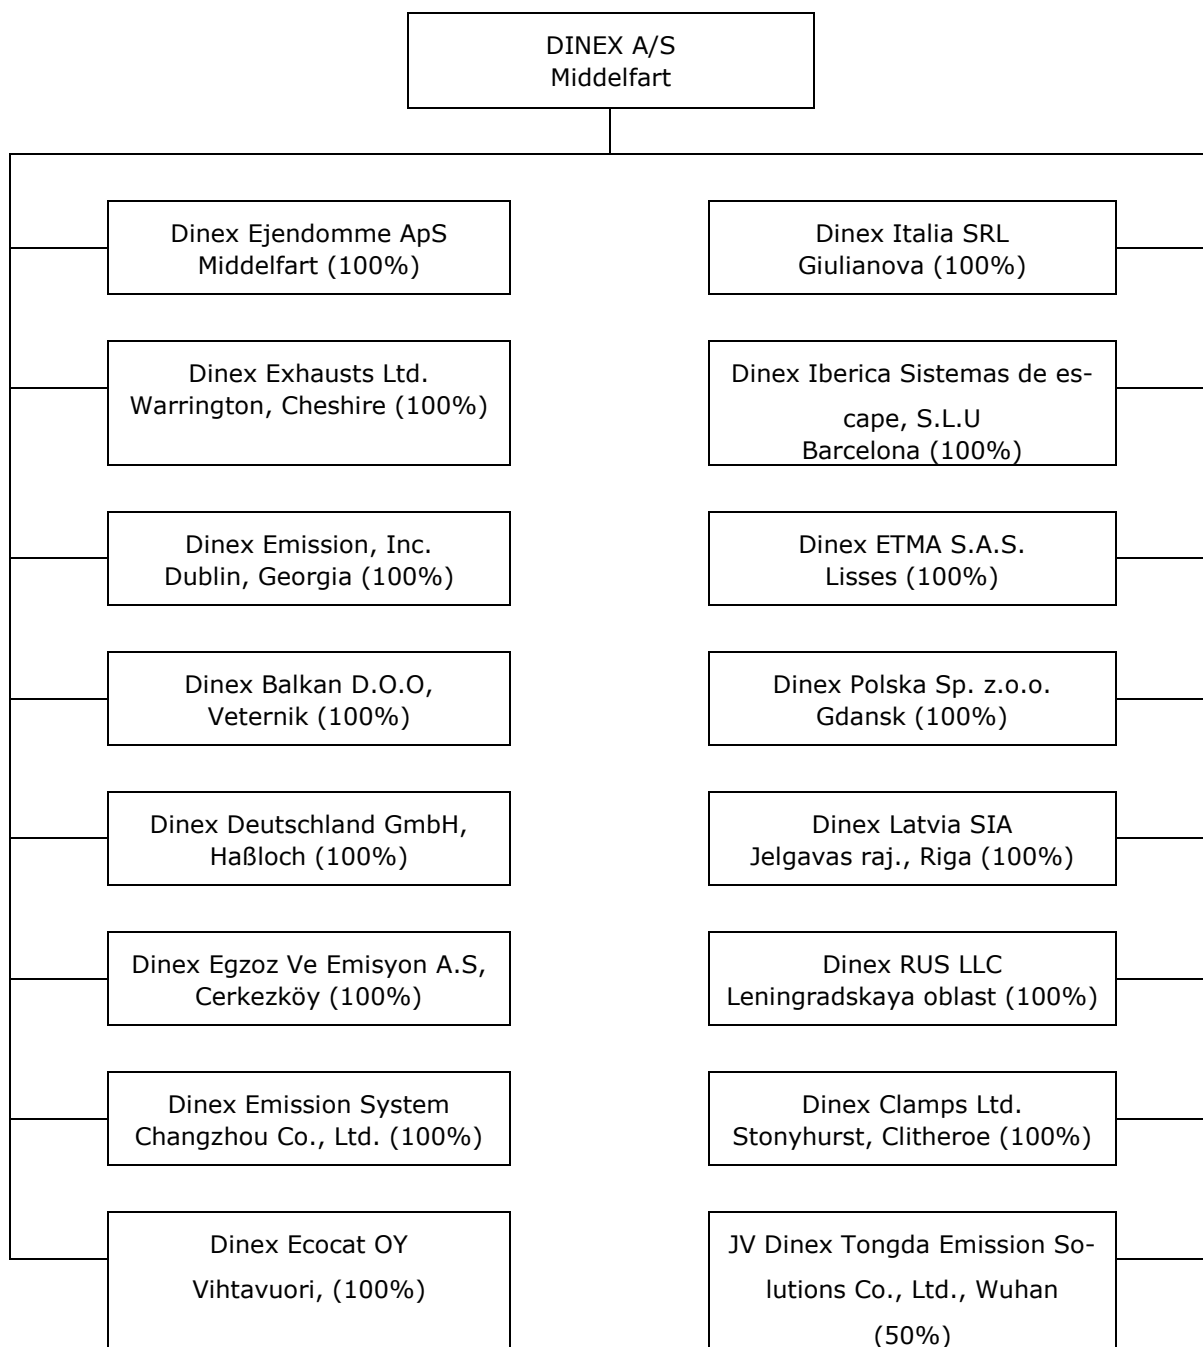 DINEX A/S
Middelfart
Dinex Ejendomme ApS
Middelfart (100%)
Dinex Italia SRL
Giulianova (100%)
Dinex Exhausts Ltd.
Warrington, Cheshire (100%)
Dinex Iberica Sistemas de es-
cape, S.L.U
Barcelona (100%)
Dinex Emission, Inc.
Dublin, Georgia (100%)
Dinex ETMA S.A.S.
Lisses (100%)
Dinex Balkan D.O.O,
Veternik (100%)
Dinex Polska Sp. z.o.o.
Gdansk (100%)
Dinex Deutschland GmbH,
Haßloch (100%)
Dinex Latvia SIA
Jelgavas raj., Riga (100%)
Dinex Egzoz Ve Emisyon A.S,
Cerkezköy (100%)
Dinex RUS LLC
Leningradskaya oblast (100%)
Dinex Emission System
Changzhou Co., Ltd. (100%)
Dinex Clamps Ltd.
Stonyhurst, Clitheroe (100%)
Dinex Ecocat OY
Vihtavuori, (100%)
JV Dinex Tongda Emission So-
lutions Co., Ltd., Wuhan
(50%)